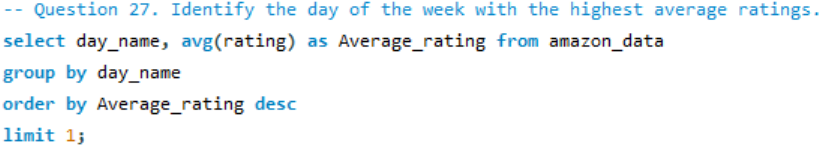 -- Question 27. Identify the day of the week with the highest average ratings.
select day_name, avg(rating) as Average_rating from amazon_data
group by day_name
order by Average_rating desc
limit 1;